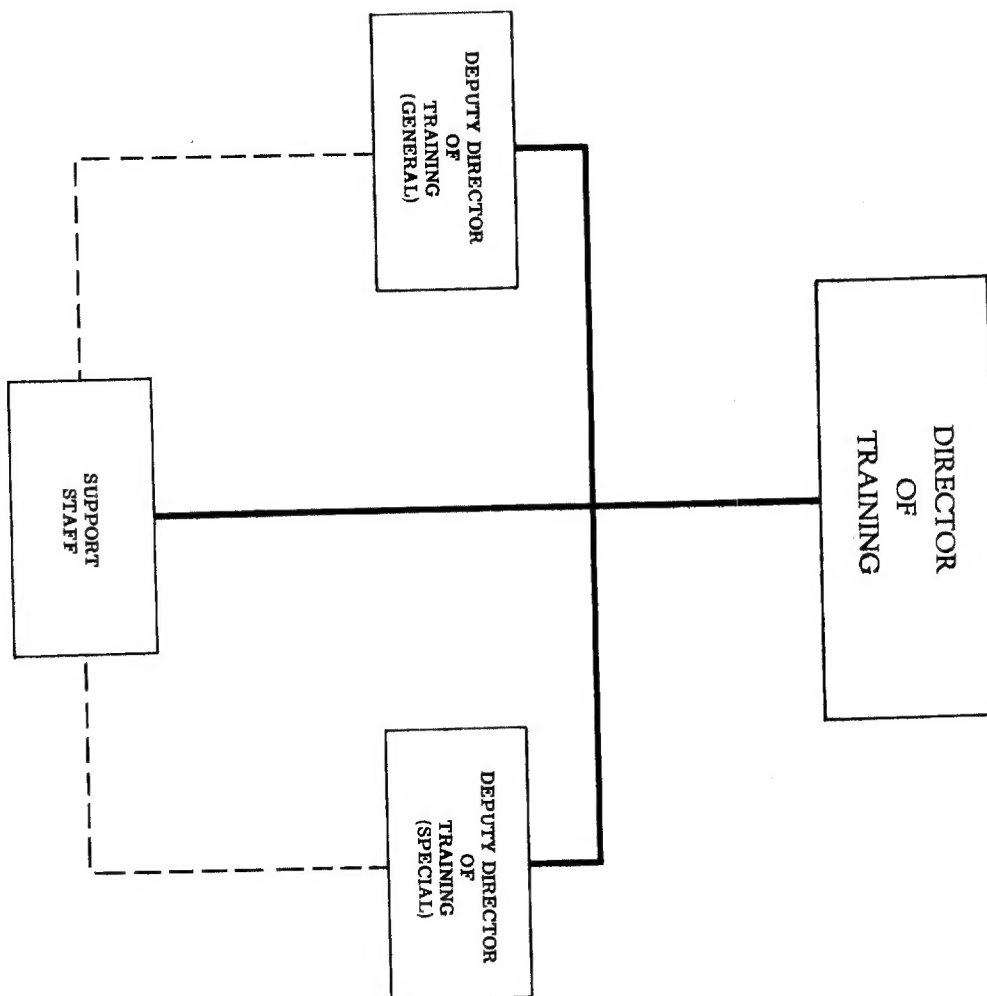 DIRECTOR
OF
TRAINING
DEPUTY DIRECTOR
OF
TRAINING
(GENERAL)
DEPUTY DIRECTOR
OF
TRAINING
(SPECIAL)
SUPPORT
STAFF